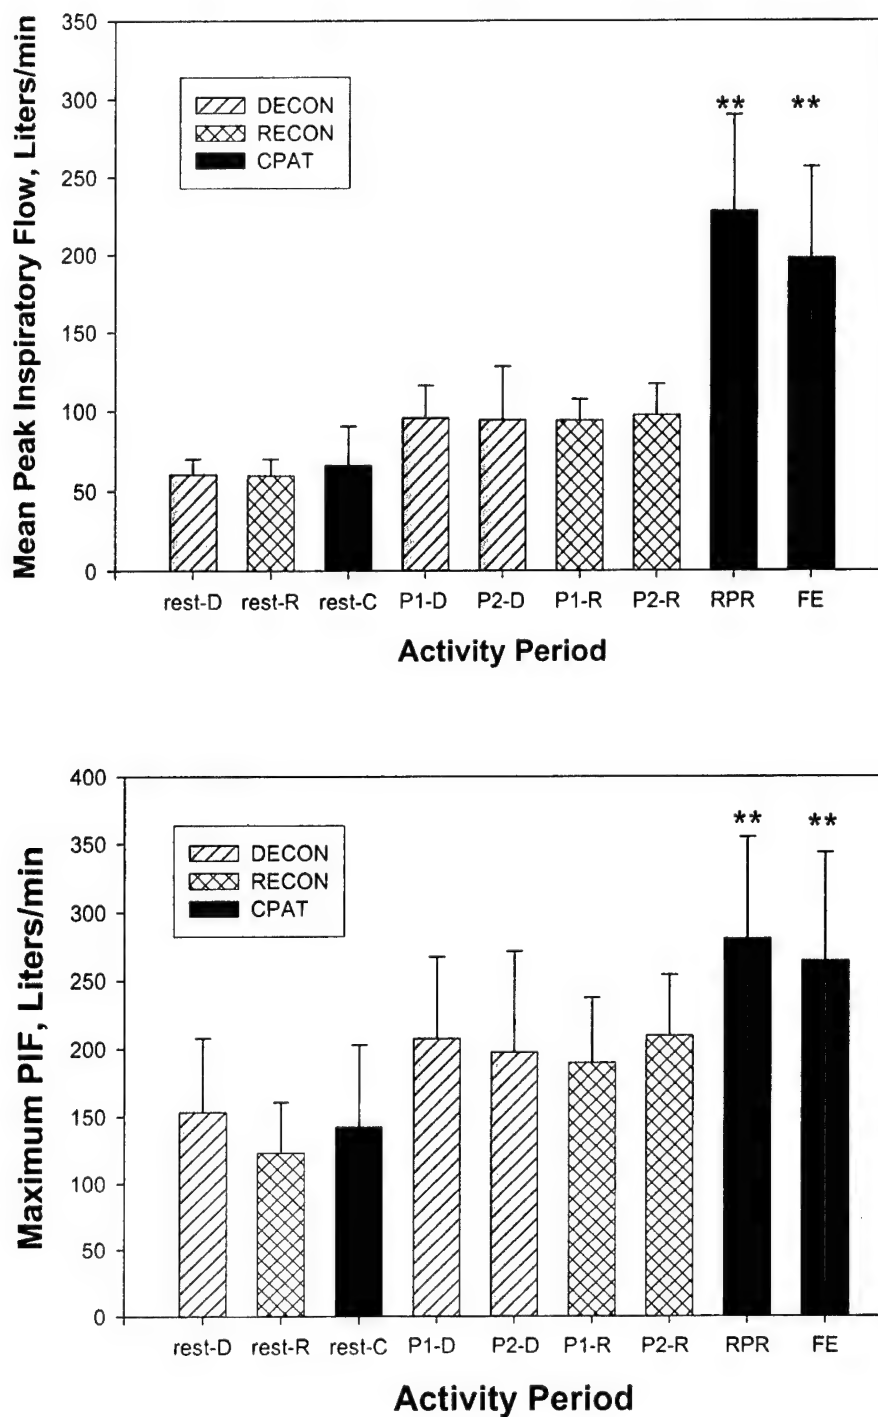 Mean Peak Inspiratory Flow, Liters/min
350
300
250
200
150
100
50
0
DECON
RECON
CPAT
** **
rest-D rest-R rest-C P1-D P2-D P1-R P2-R RPR FE
Activity Period
Maximum PIF, Liters/min
400
350
300
250
200
150
100
50
0
DECON
RECON
CPAT
** **
rest-D rest-R rest-C P1-D P2-D P1-R P2-R RPR FE
Activity Period